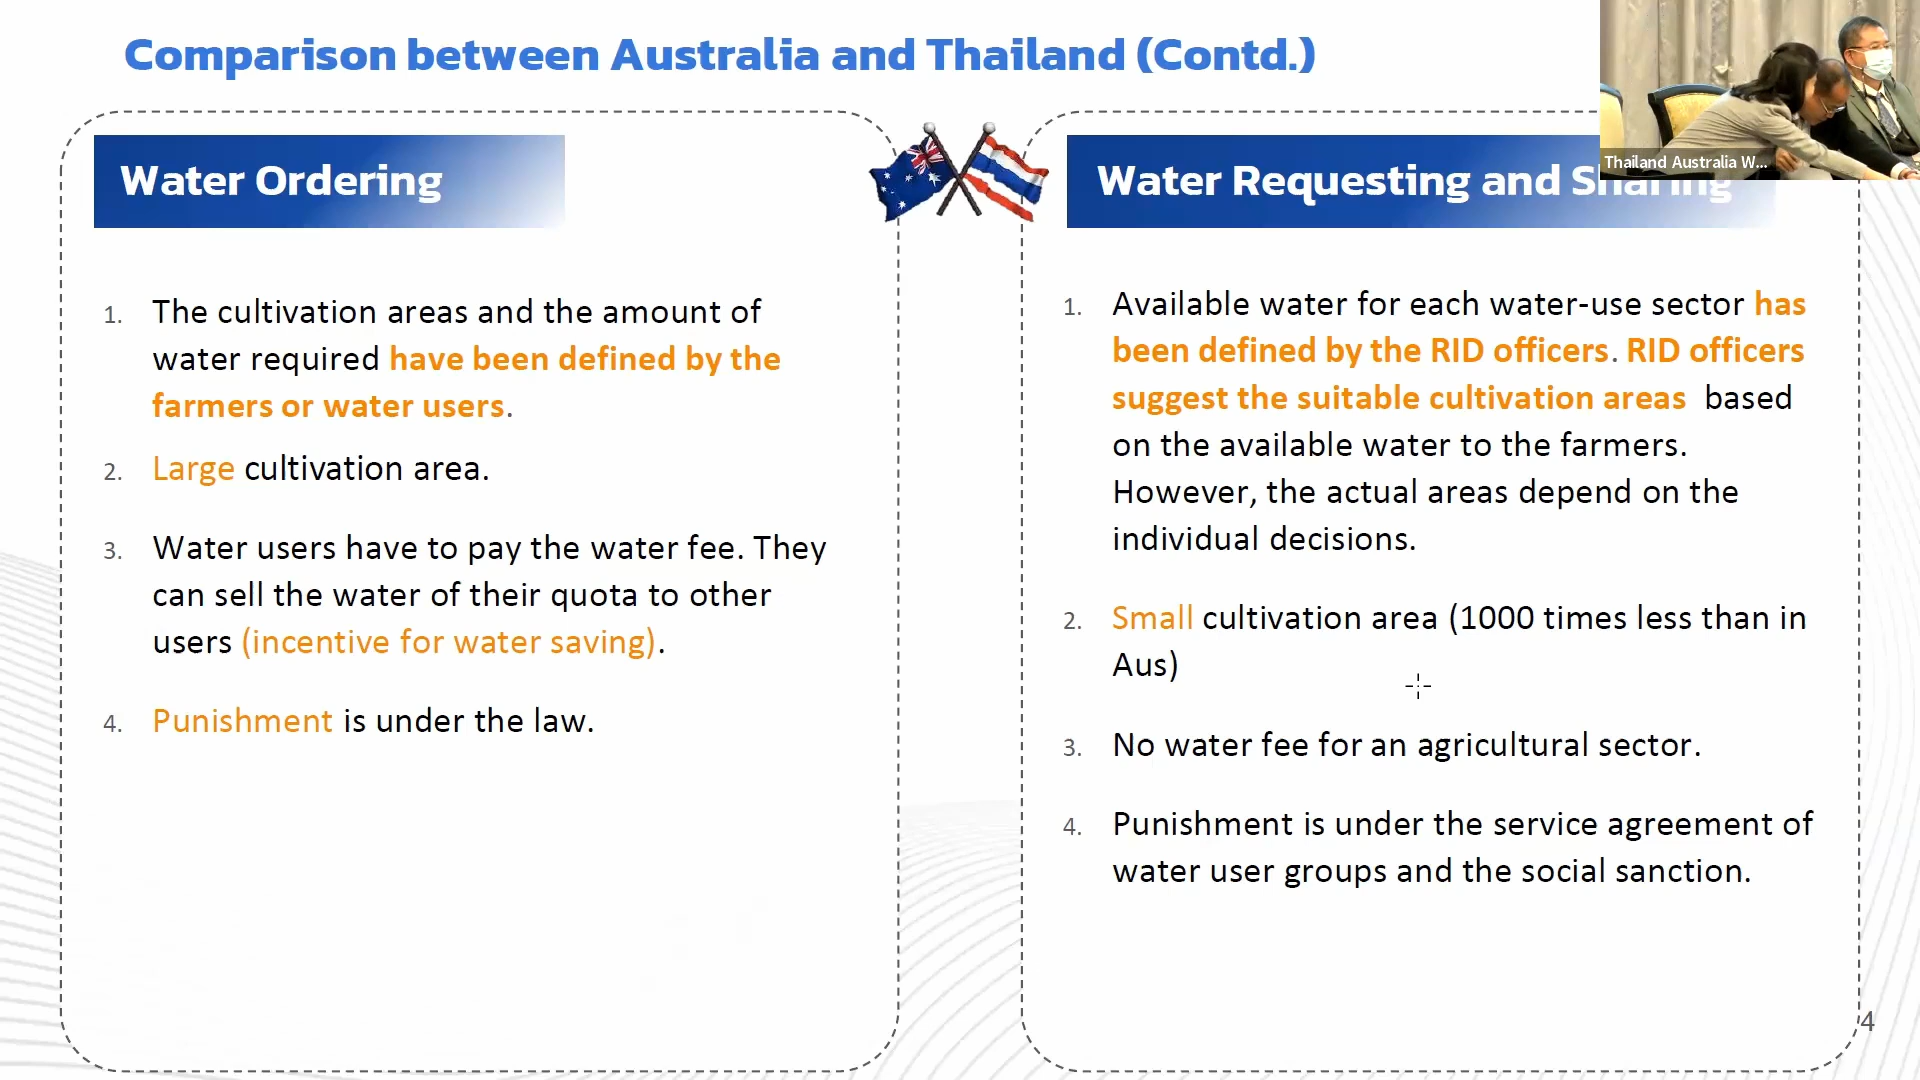 Comparison between Australia and Thailand (Contd.)
Thailand Australia W...
Water Ordering
1. The cultivation areas and the amount of
water required have been defined by the
farmers or water users.
2. Large cultivation area.
3. Water users have to pay the water fee. They
can sell the water of their quota to other
users (incentive for water saving).
4. Punishment is under the law.
Water Requesting and Sharing
1. Available water for each water-use sector has
been defined by the RID officers. RID officers
suggest the suitable cultivation areas based
on the available water to the farmers.
However, the actual areas depend on the
individual decisions.
2. Small cultivation area (1000 times less than in
Aus)
3. No water fee for an agricultural sector.
4. Punishment is under the service agreement of
water user groups and the social sanction.
4